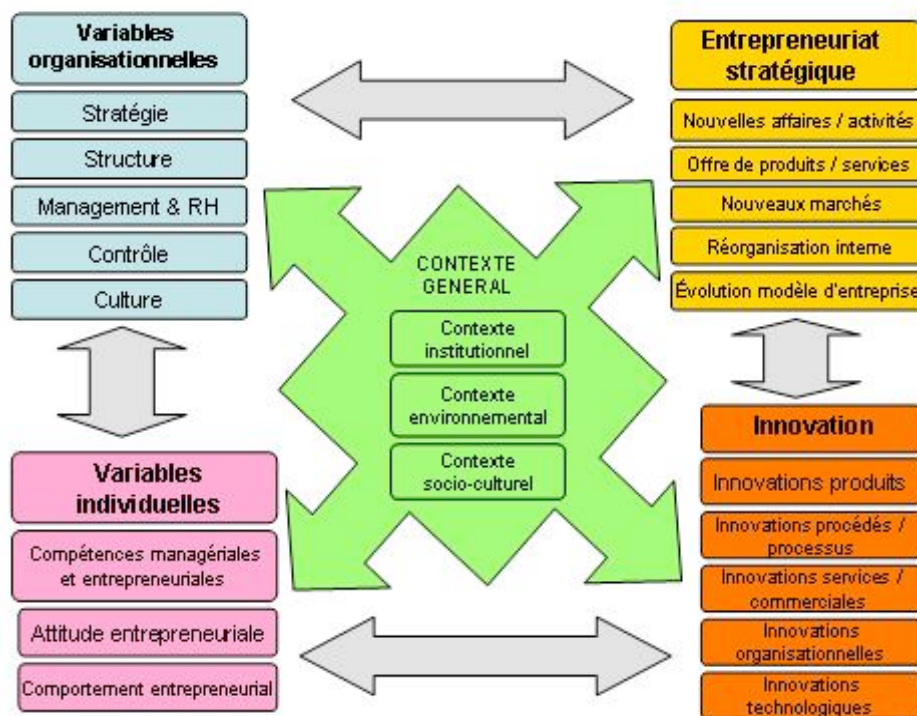 Variables
organisationnelles
Stratégie
Structure
Management & RH
Contrôle
Culture
Entrepreneuriat
stratégique
Nouvelles affaires / activités
Offre de produits / services
Nouveaux marchés
Réorganisation interne
Évolution modèle d'entreprise
CONTEXTE
GENERAL
Contexte
institutionnel
Contexte
environnemental
Contexte
socio-culturel
Variables
individuelles
Compétences managériales
et entrepreneuriales
Attitude entrepreneuriale
Comportement entrepreneurial
Innovation
Innovations produits
Innovations procédés /
processus
Innovations services /
commerciales
Innovations
organisationnelles
Innovations
technologiques